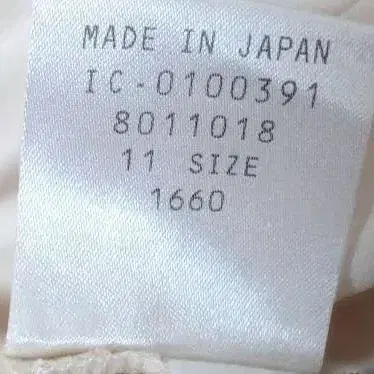 MADE IN JAPAN
IC-0100391
8011018
11 SIZE
1660